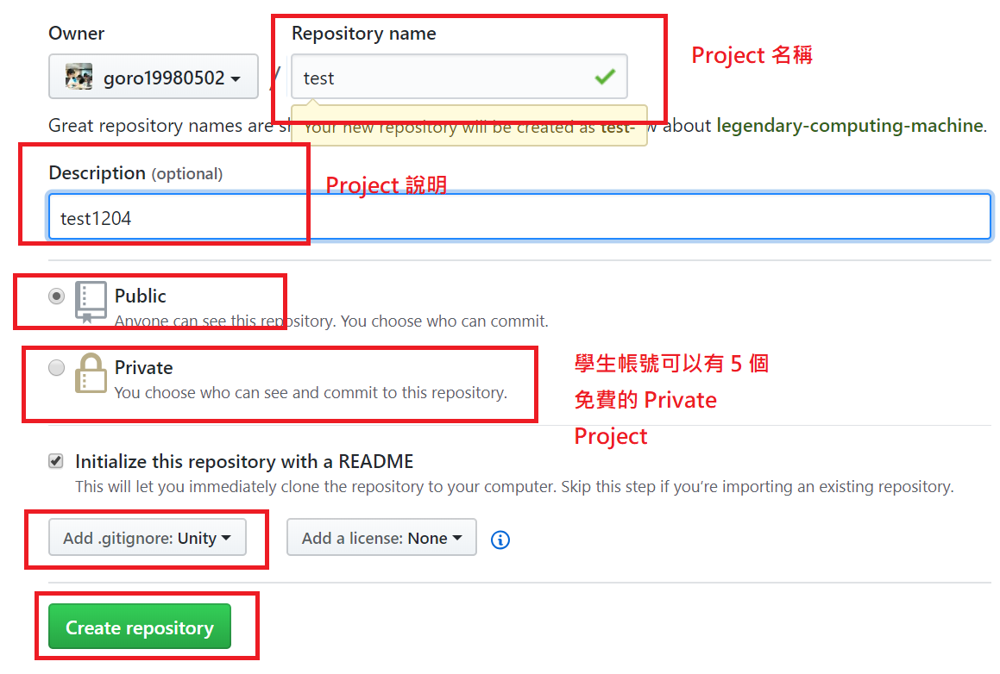 Owner
Repository name
Project 名稱
goro19980502
/
test
Your new repository will be created as test-
Great repository names are sh w about legendary-computing-machine.
Description (optional)
Project 說明
test1204
Public
Anyone can see this repository. You choose who can commit.
Private
You choose who can see and commit to this repository.
學生帳號可以有 5 個
免費的 Private
Project
Initialize this repository with a README
This will let you immediately clone the repository to your computer. Skip this step if you’re importing an existing repository.
Add .gitignore: Unity
Add a license: None
Create repository